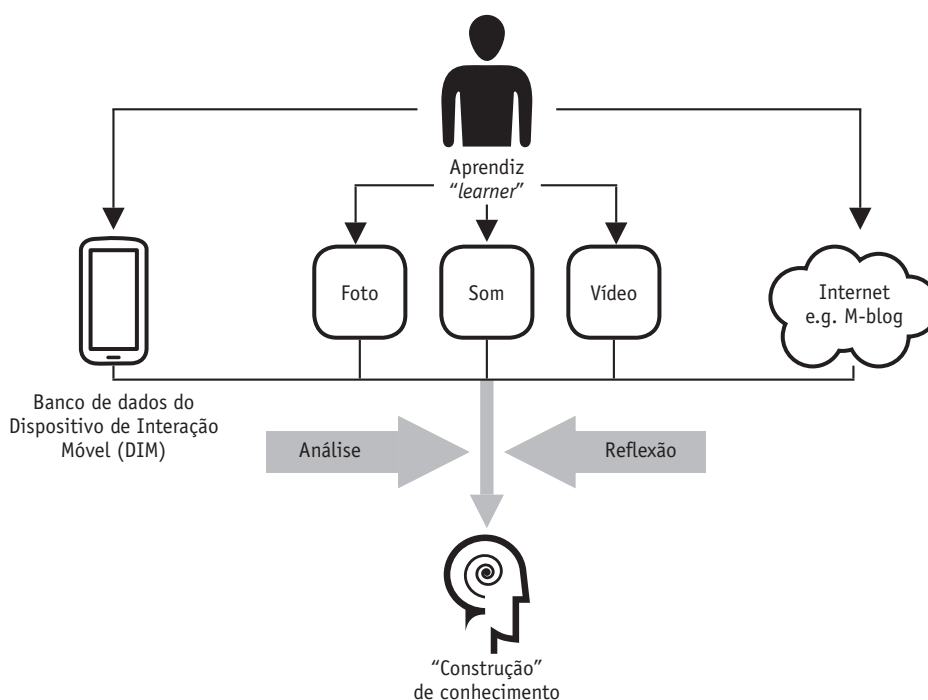 Aprendiz
“learner”
Foto
Som
Vídeo
Internet
e.g. M-blog
Banco de dados do
Dispositivo de Interação
Móvel (DIM)
Análise
Reflexão
“Construção”
de conhecimento